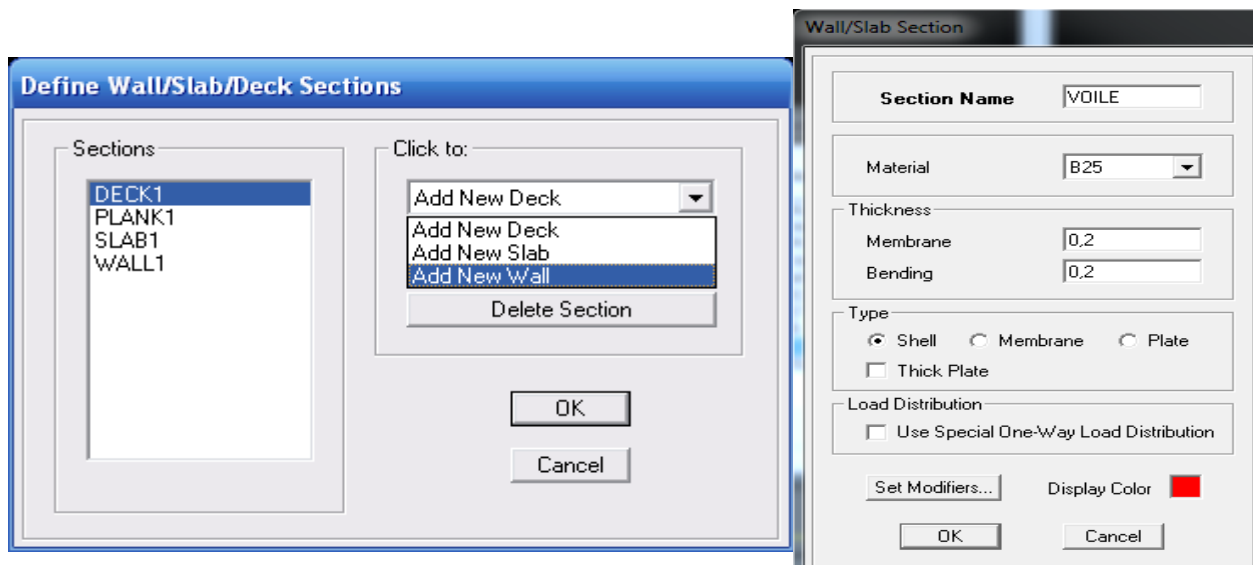 Define Wall/Slab/Deck Sections
Sections
DECK1
PLANK1
SLAB1
WALL1
Click to:
Add New Deck
Add New Deck
Add New Slab
Add New Wall
Delete Section
OK
Cancel
Wall/Slab Section
Section Name VOILE
Material B25
Thickness
Membrane 0,2
Bending 0,2
Type
Shell Membrane Plate
Thick Plate
Load Distribution
Use Special One-Way Load Distribution
Set Modifiers... Display Color
OK Cancel